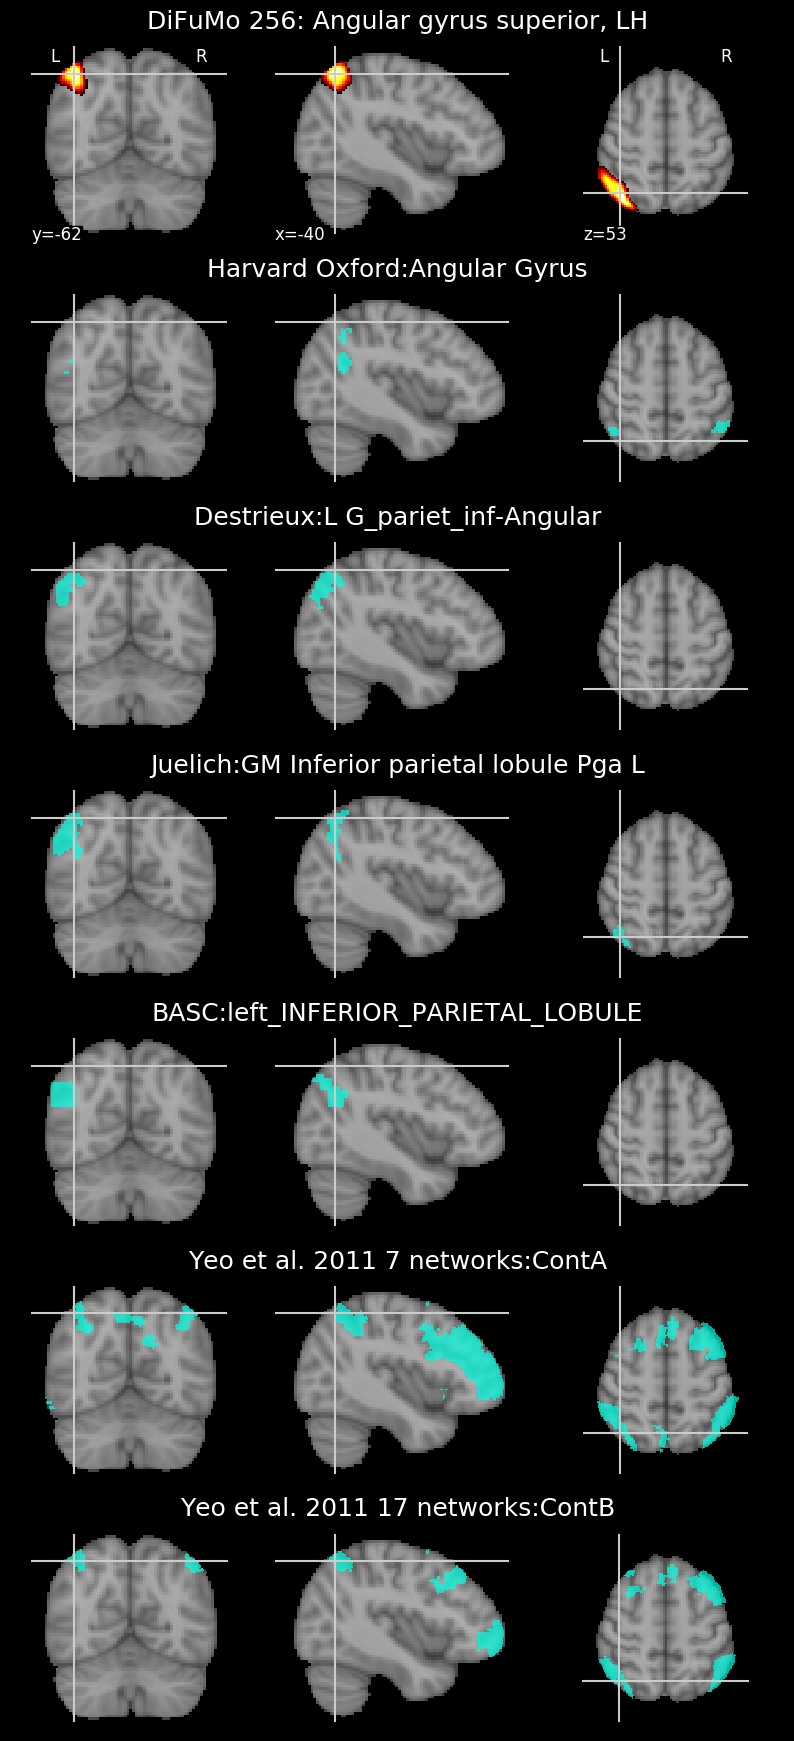 DiFuMo 256: Angular gyrus superior, LH
L R L R
y=-62 x=-40 z=53
Harvard Oxford:Angular Gyrus
Destrieux:L G_pariet_inf-Angular
Juelich:GM Inferior parietal lobule Pga L
BASC:left_INFERIOR_PARIETAL_LOBULE
Yeo et al. 2011 7 networks:ContA
Yeo et al. 2011 17 networks:ContB